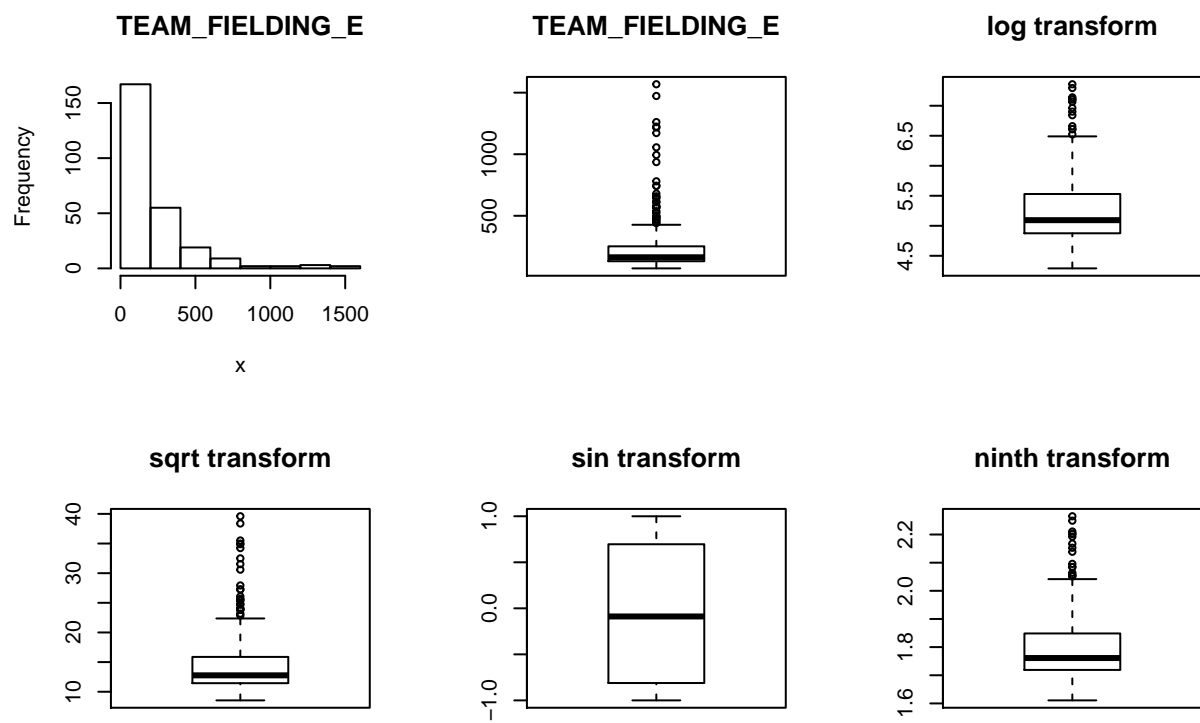 TEAM_FIELDING_E
Frequency
150
100
50
0
0 500 1000 1500
x
TEAM_FIELDING_E
1000
500
log transform
6.5
5.5
4.5
sqrt transform
40
30
20
10
sin transform
1.0
0.0
−1.0
ninth transform
2.2
2.0
1.8
1.6